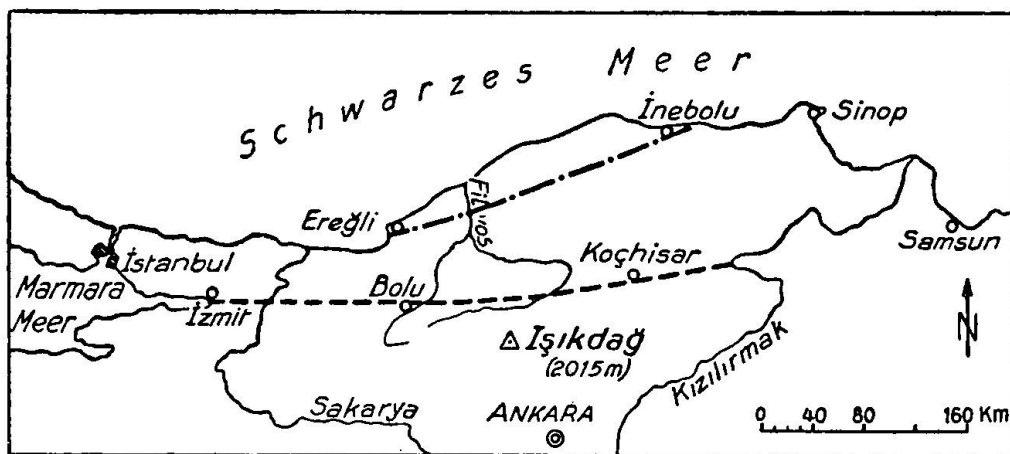 Schwarzes Meer
İnebolu
Sinop
Ereğli
Filyos
Samsun
İstanbul
Koçhisar
Marmara
Meer
İzmit
Bolu
Işıkdağ
(2015m)
Kızılırmak
N
Sakarya
ANKARA
0 40 80 160 Km